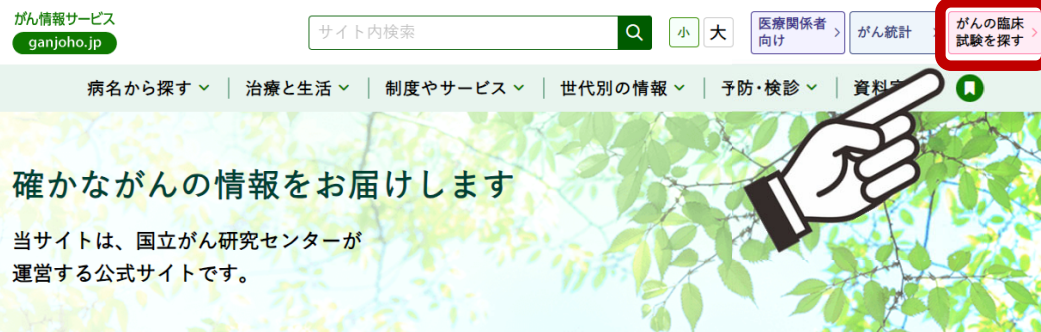 がん情報サービス
ganjoho.jp
サイト内検索
小
大
医療関係者
向け
がん統計
がんの臨床
試験を探す
病名から探す
治療と生活
制度やサービス
世代別の情報
予防・検診
資料
確かながんの情報をお届けします
当サイトは、国立がん研究センターが
運営する公式サイトです。